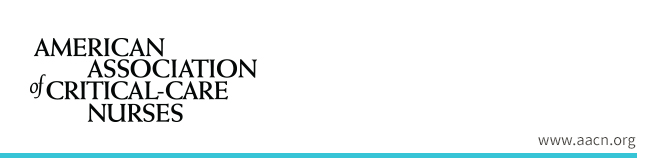 AMERICAN
ASSOCIATION
of CRITICAL-CARE
NURSES
www.aacn.org